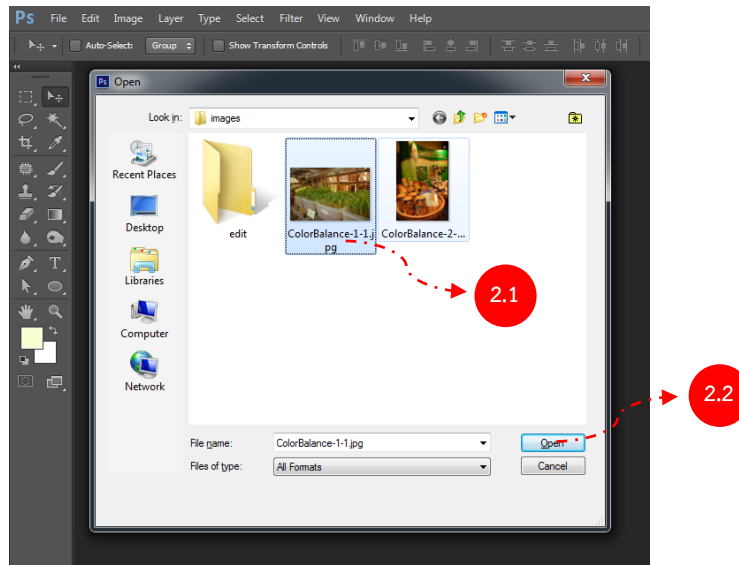 Ps File Edit Image Layer Type Select Filter View Window Help
Auto-Select: Group Show Transform Controls
Ps Open
Look in: images
Recent Places
Desktop
Libraries
Computer
Network
edit
ColorBalance-1-1.j
pg
ColorBalance-2-...
2.1
2.2
File name: ColorBalance-1-1.jpg Open
Files of type: All Formats Cancel